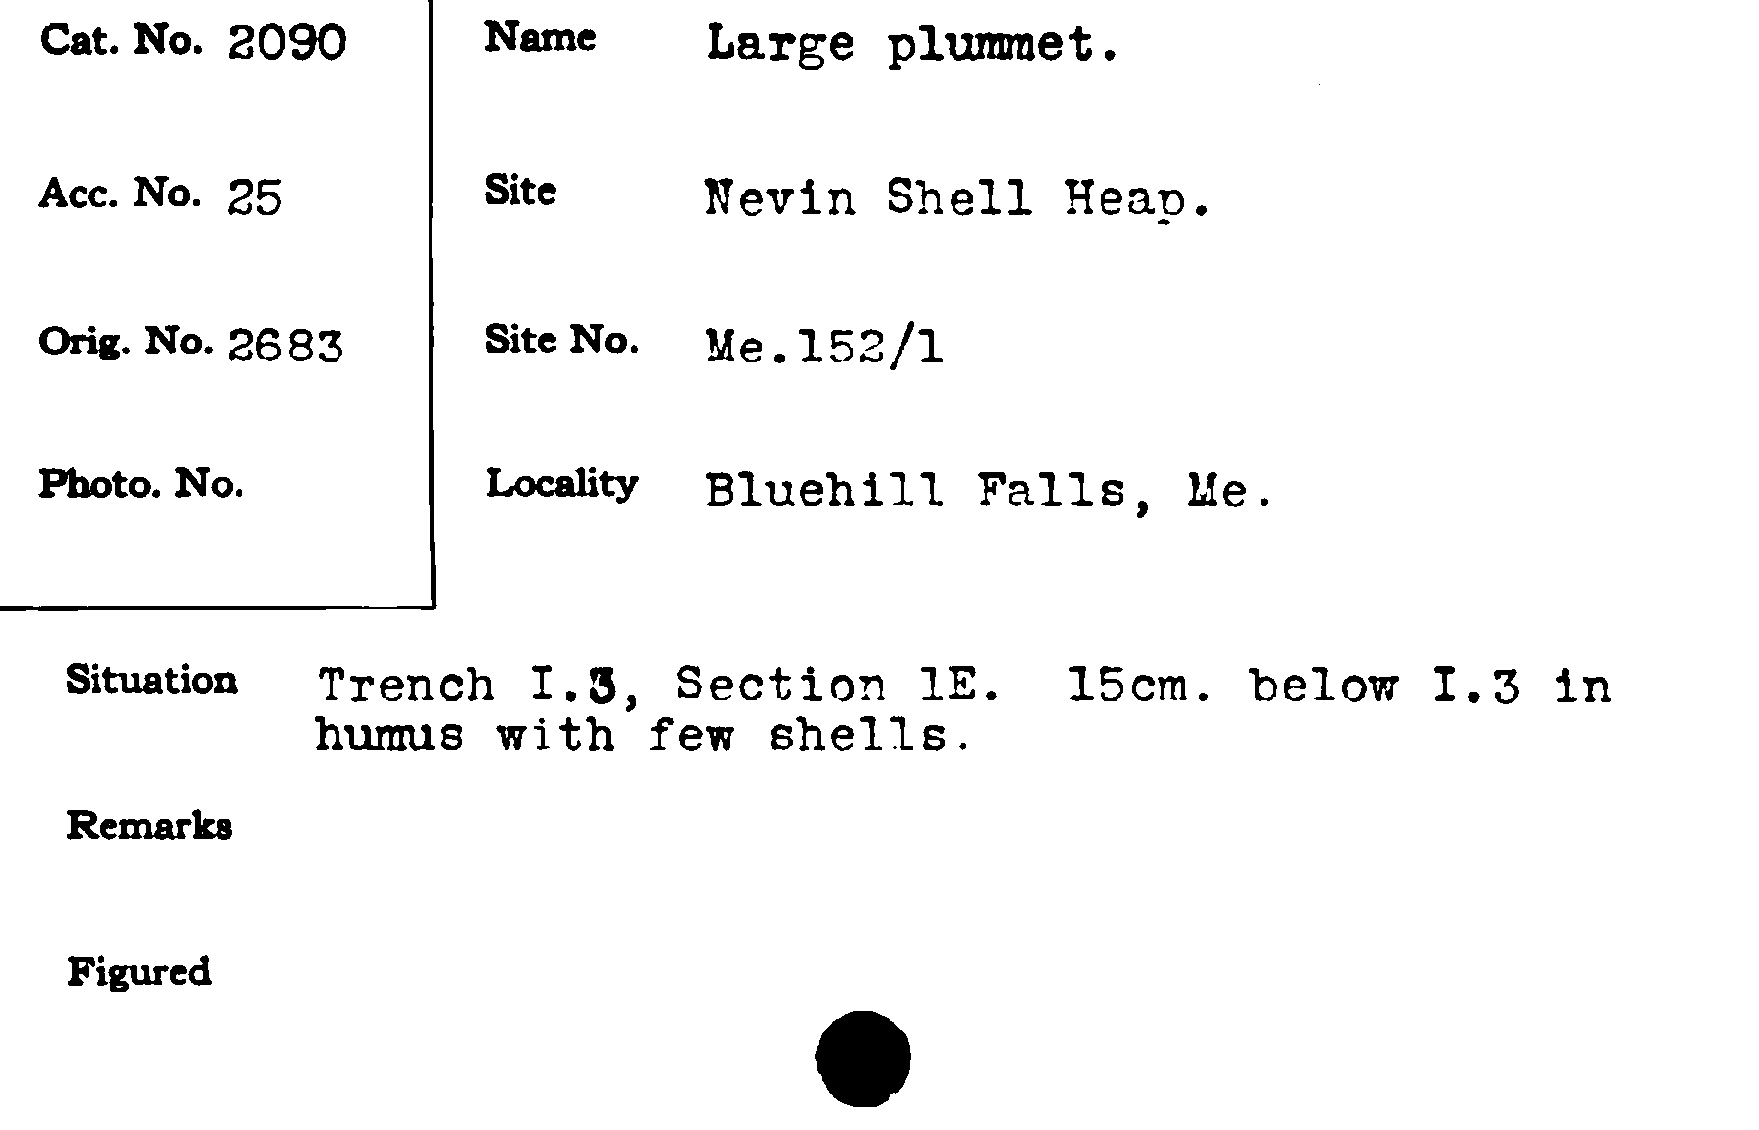 Cat. No. 2090
Name Large plummet.
Acc. No. 25
Site Nevin Shell Heap.
Orig. No. 2683
Site No. Me.152/1
Photo. No.
Locality Bluehill Falls, Me.
Situation Trench I.3, Section 1E. 15cm. below I.3 in
humus with few shells.
Remarks
Figured